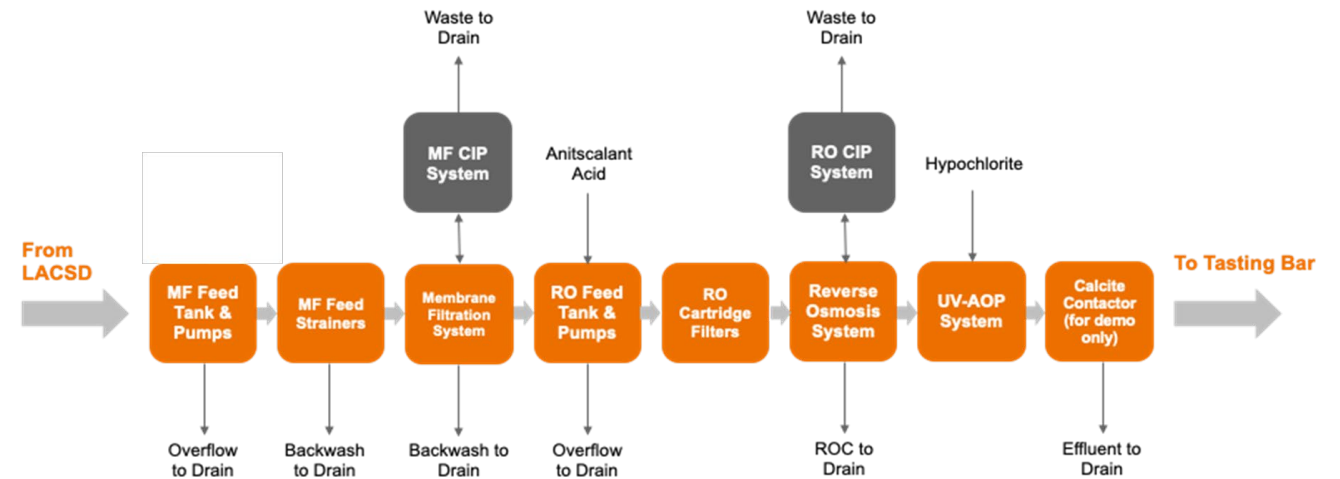 Waste to
Drain
Waste to
Drain
MF CIP
System
Anitscalant
Acid
RO CIP
System
Hypochlorite
From
LACSD
To Tasting Bar
MF Feed
Tank &
Pumps
MF Feed
Strainers
Membrane
Filtration
System
RO Feed
Tank &
Pumps
RO
Cartridge
Filters
Reverse
Osmosis
System
UV-AOP
System
Calcite
Contactor
(for demo
only)
Overflow
to Drain
Backwash
to Drain
Backwash to
Drain
Overflow
to Drain
ROC to
Drain
Effluent to
Drain